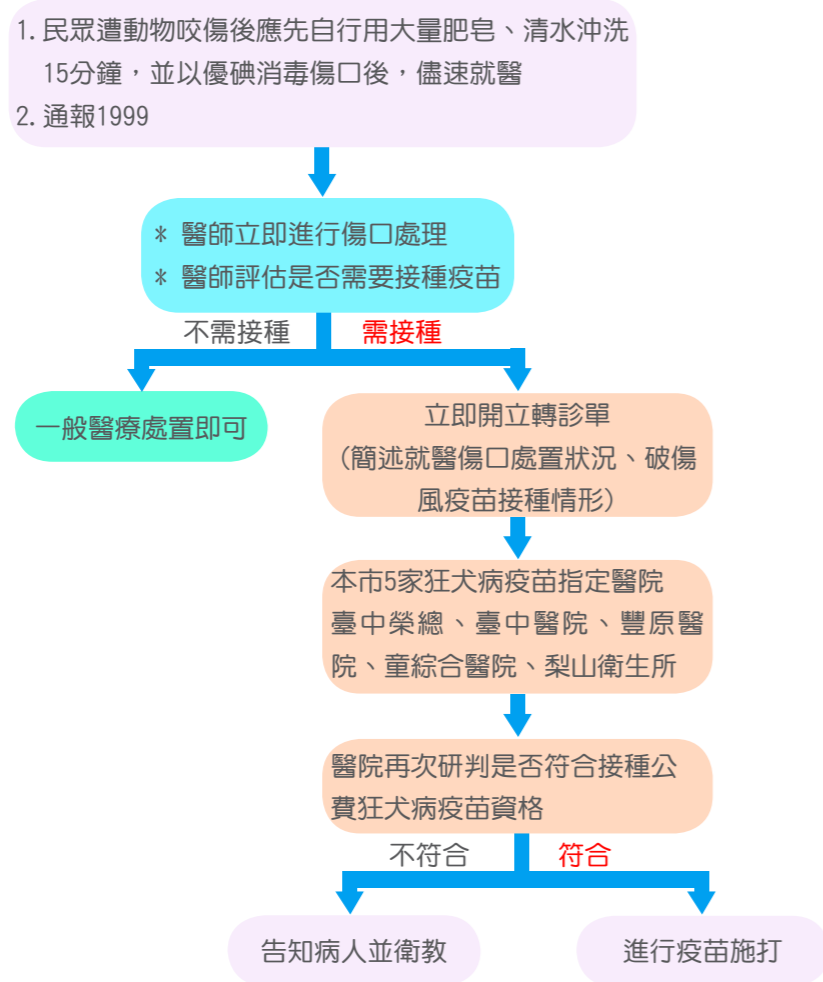 1. 民眾遭動物咬傷後應先自行用大量肥皂、清水沖洗
15分鐘，並以優碘消毒傷口後，儘速就醫
2. 通報1999
* 醫師立即進行傷口處理
* 醫師評估是否需要接種疫苗
不需接種 需接種
一般醫療處置即可
立即開立轉診單
(簡述就醫傷口處置狀況、破傷
風疫苗接種情形)
本市5家狂犬病疫苗指定醫院
臺中榮總、臺中醫院、豐原醫
院、童綜合醫院、梨山衛生所
醫院再次研判是否符合接種公
費狂犬病疫苗資格
不符合 符合
告知病人並衛教
進行疫苗施打